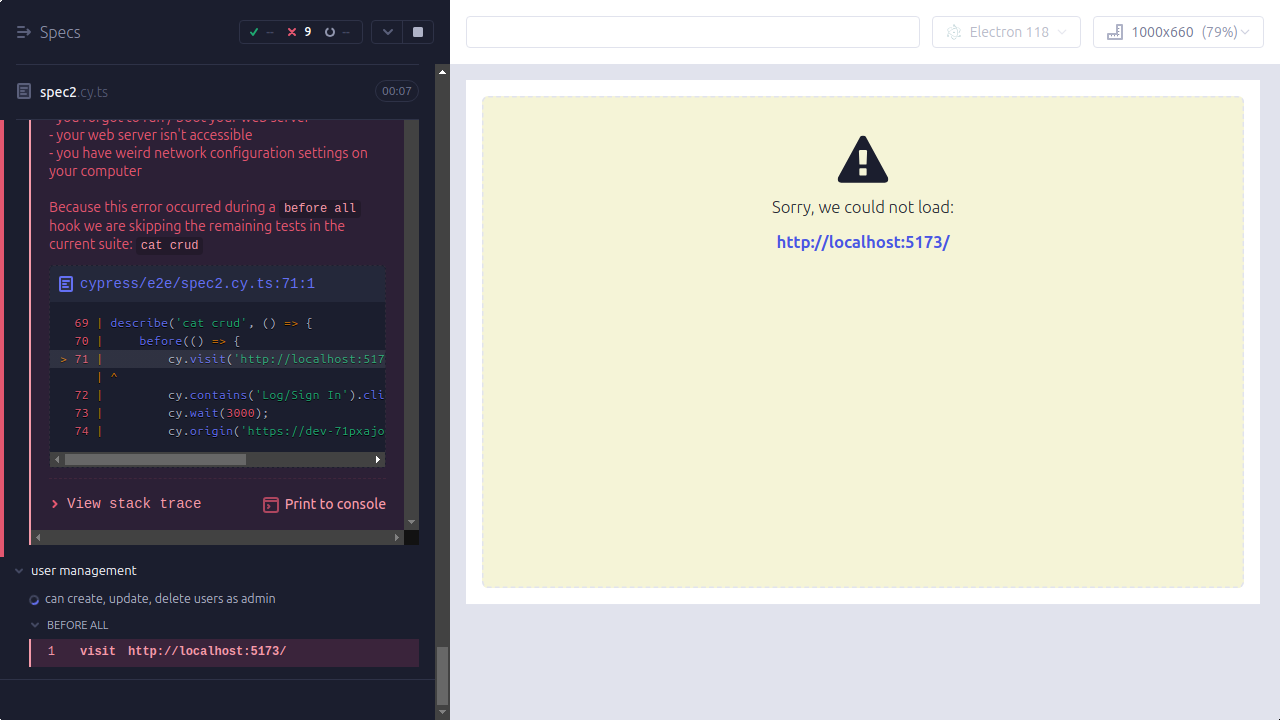 Specs
-- 9 --
spec2.cy.ts
00:07
- you forgot to run / boot your web server
- your web server isn't accessible
- you have weird network configuration settings on
your computer
Because this error occurred during a before all
hook we are skipping the remaining tests in the
current suite: cat crud
cypress/e2e/spec2.cy.ts:71:1
69 | describe('cat crud', () => {
70 | before(() => {
> 71 | cy.visit('http://localhost:517
| ^
72 | cy.contains('Log/Sign In').cli
73 | cy.wait(3000);
74 | cy.origin('https://dev-71pxajo
View stack trace
Print to console
user management
can create, update, delete users as admin
BEFORE ALL
1 visit http://localhost:5173/
Electron 118
1000x660 (79%)
Sorry, we could not load:
http://localhost:5173/